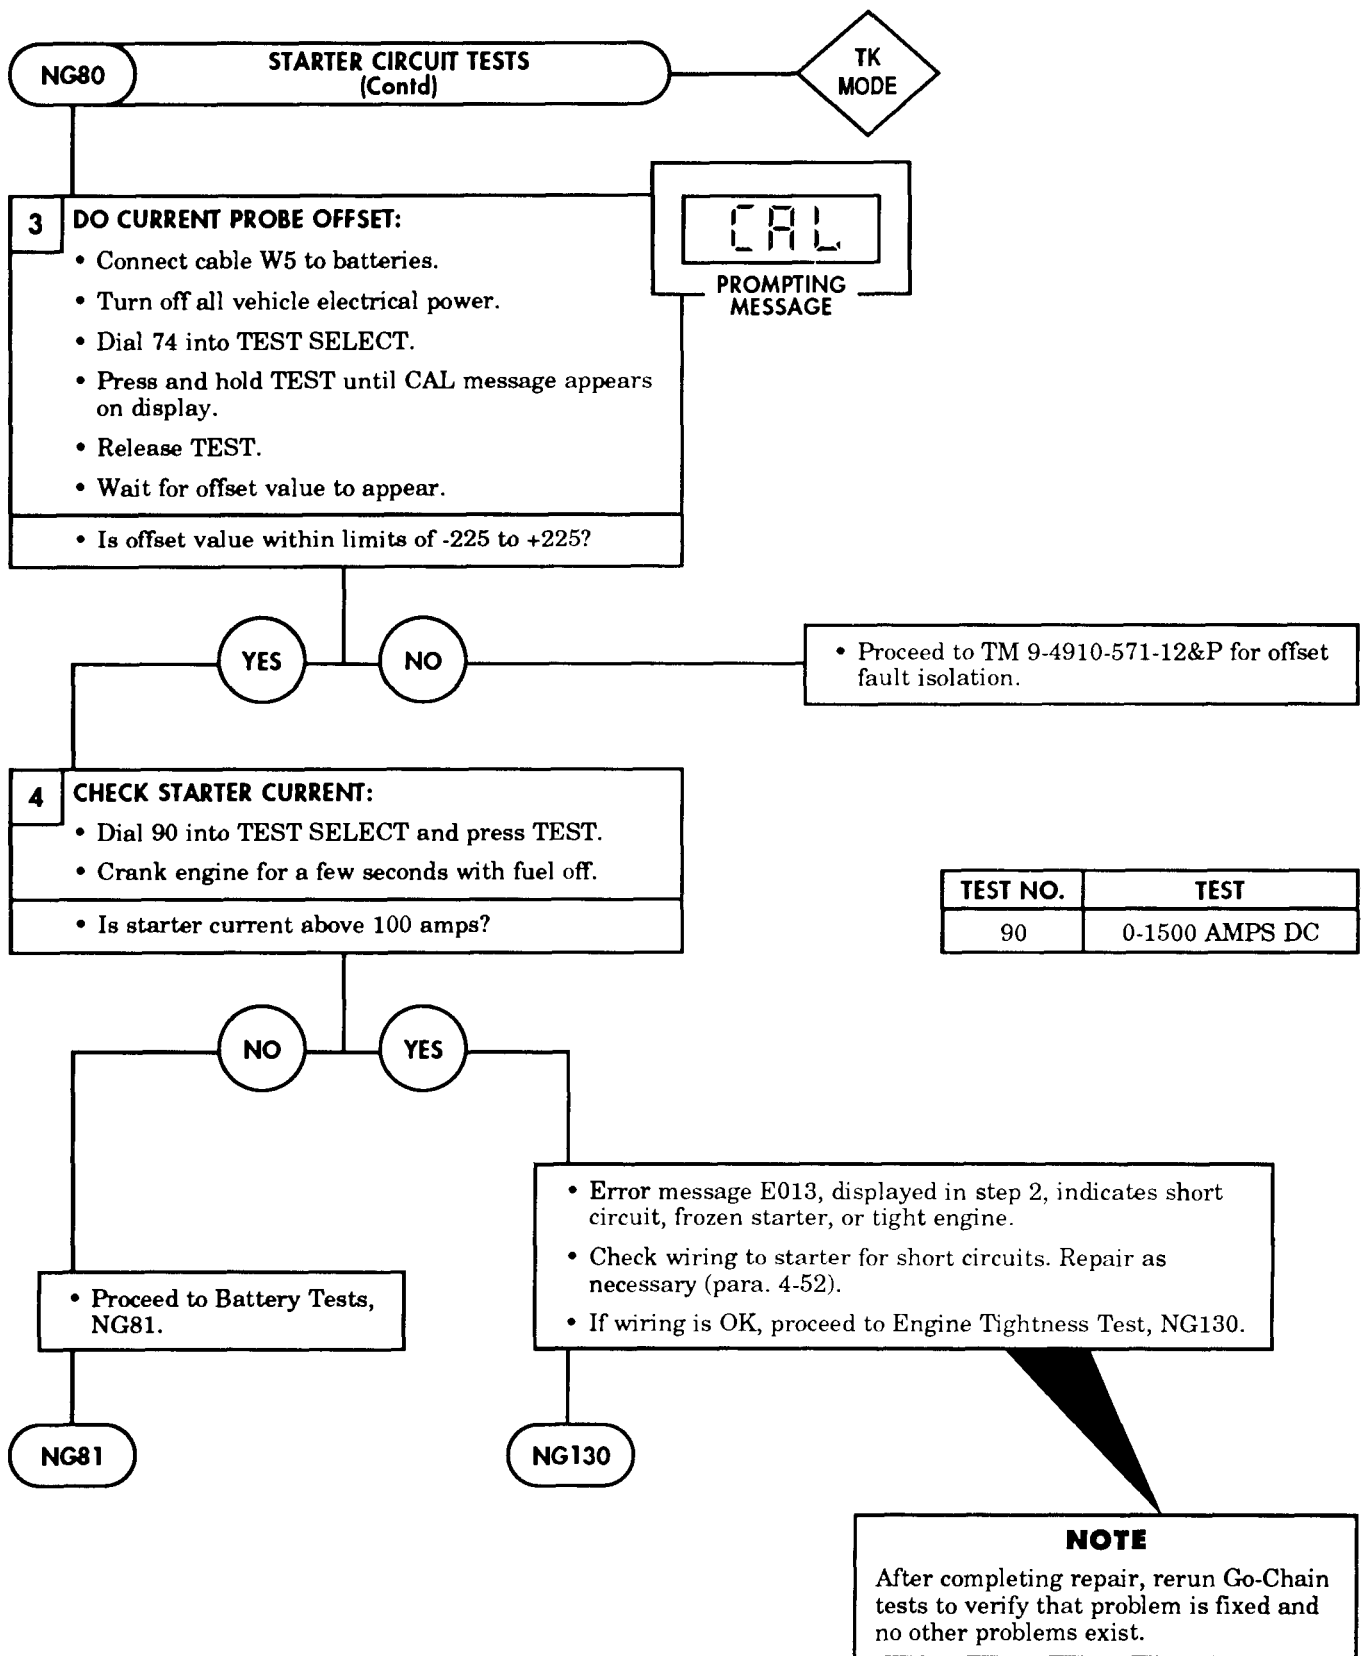 NG80
STARTER CIRCUIT TESTS
(Contd)
TK
MODE
3
DO CURRENT PROBE OFFSET:
• Connect cable W5 to batteries.
• Turn off all vehicle electrical power.
• Dial 74 into TEST SELECT.
• Press and hold TEST until CAL message appears
on display.
• Release TEST.
• Wait for offset value to appear.
• Is offset value within limits of -225 to +225?
CAL
PROMPTING
MESSAGE
YES
NO
• Proceed to TM 9-4910-571-12&P for offset
fault isolation.
4
CHECK STARTER CURRENT:
• Dial 90 into TEST SELECT and press TEST.
• Crank engine for a few seconds with fuel off.
• Is starter current above 100 amps?
TEST NO. TEST
90 0-1500 AMPS DC
NO
YES
• Proceed to Battery Tests,
NG81.
• Error message E013, displayed in step 2, indicates short
circuit, frozen starter, or tight engine.
• Check wiring to starter for short circuits. Repair as
necessary (para. 4-52).
• If wiring is OK, proceed to Engine Tightness Test, NG130.
NG81
NG130
NOTE
After completing repair, rerun Go-Chain
tests to verify that problem is fixed and
no other problems exist.